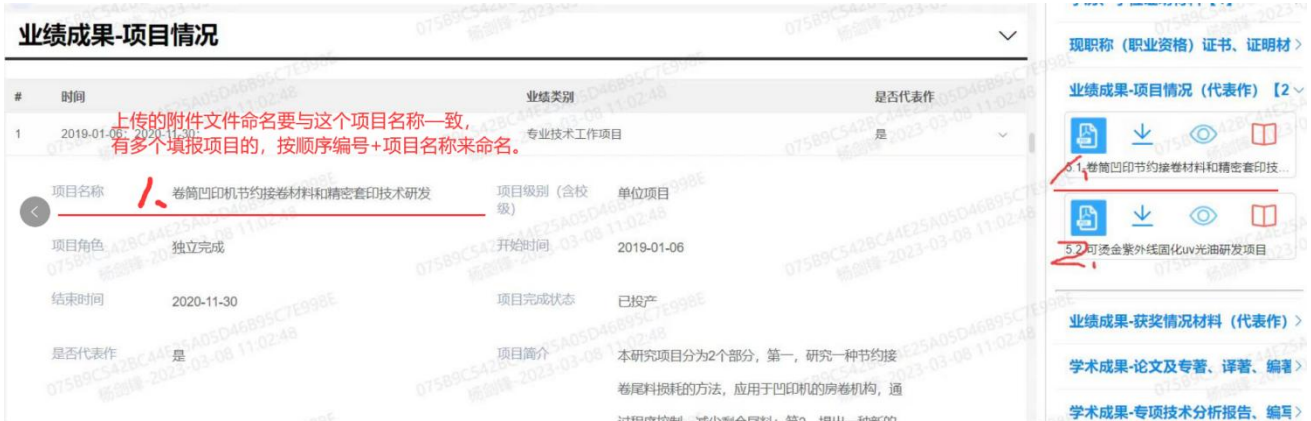 业绩成果-项目情况
# 时间 业绩类别 是否代表作
上传的附件文件命名要与这个项目名称一致,
1 2019-01-06; 2020-11-30; 专业技术工作项目 是
有多个填报项目的,按顺序编号+项目名称来命名。
项目名称 1、 卷筒凹印机节约接卷材料和精密套印技术研发 项目级别(含校级) 单位项目
项目角色 独立完成 开始时间 2019-01-06
结束时间 2020-11-30 项目完成状态 已投产
是否代表作 是 项目简介 本研究项目分为2个部分,第一,研究一种节约接
卷尾料损耗的方法,应用于凹印机的房卷机构,通
现职称(职业资格)证书、证明材
业绩成果-项目情况(代表作)【2
1、
5.1.卷筒凹印节约接卷材料和精密套印技...
2、
5.2.可烫金紫外线固化uv光油研发项目
业绩成果-获奖情况材料(代表作)
学术成果-论文及专著、译著、编著
学术成果-专项技术分析报告、编写